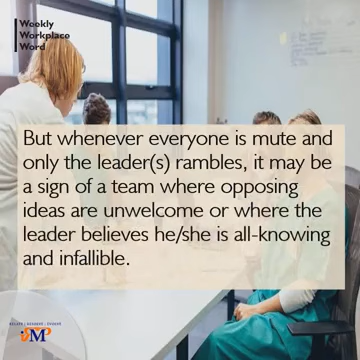 Weekly
Workplace
Word
But whenever everyone is mute and
only the leader(s) rambles, it may be
a sign of a team where opposing
ideas are unwelcome or where the
leader believes he/she is all-knowing
and infallible.